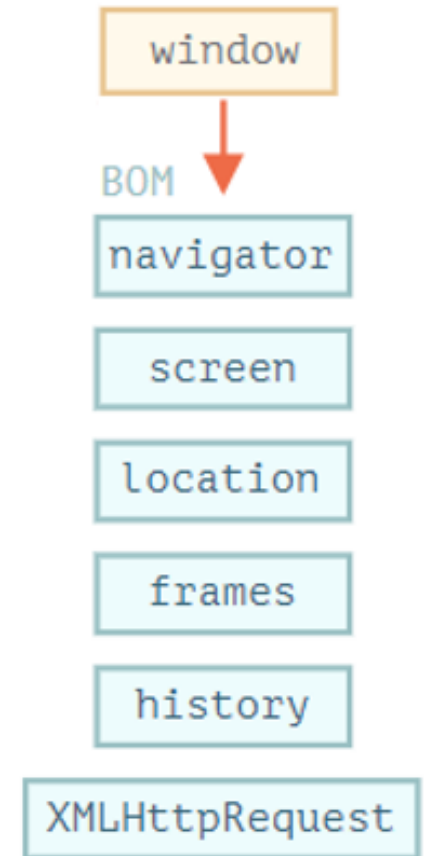 window
BOM
navigator
screen
location
frames
history
XMLHttpRequest